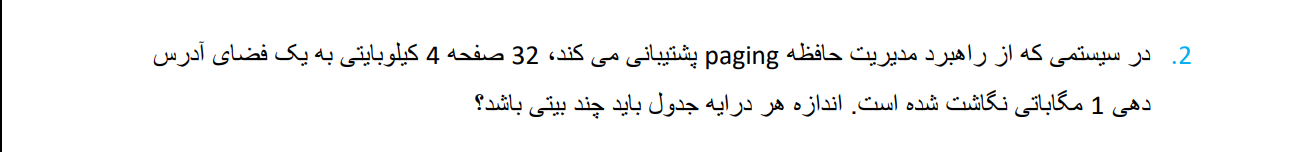 2. در سیستمی که از راهبرد مدیریت حافظه paging پشتیبانی می کند، 32 صفحه 4 کیلوبایتی به یک فضای آدرس
دهی 1 مگاباتی نگاشت شده است. اندازه هر درایه جدول باید چند بیتی باشد؟